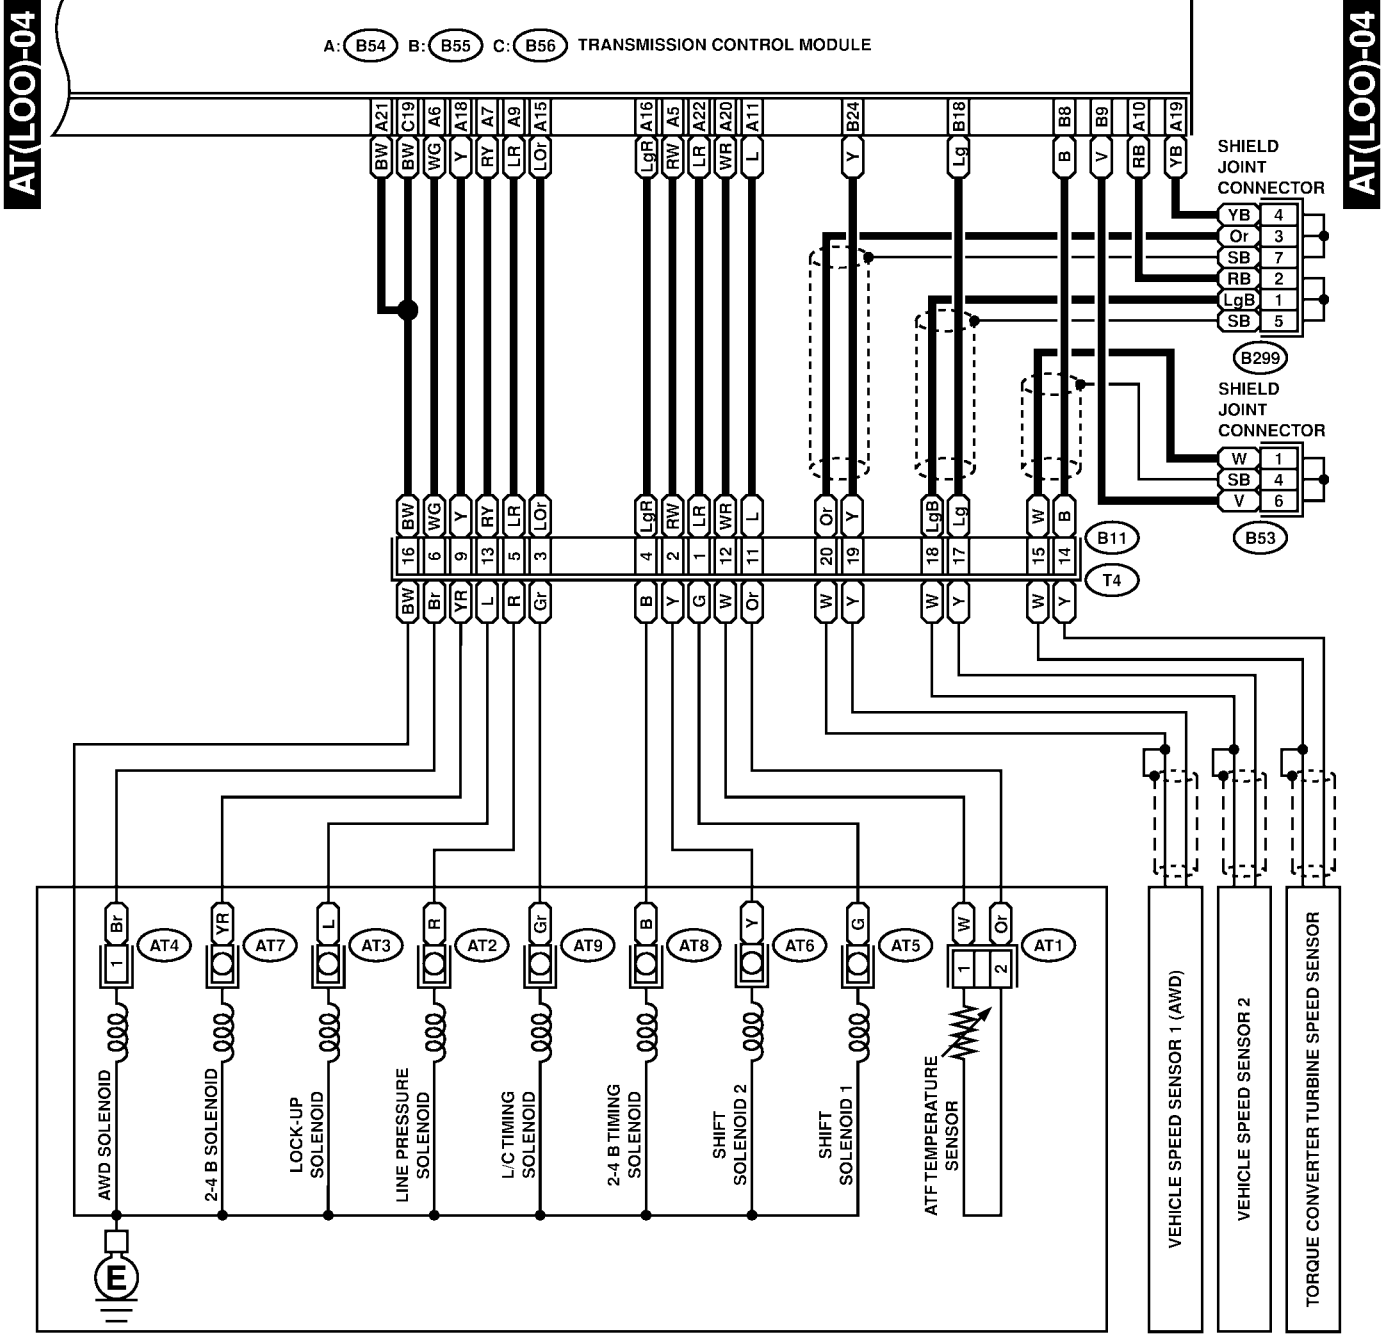 AT(LOO)-04
AT(LOO)-04
A: B54 B: B55 C: B56 TRANSMISSION CONTROL MODULE
A21 C19 A6 A18 A7 A9 A15 A16 A5 A22 A20 A11 B24 B18 B8 B9 A10 A19
BW BW WG Y RY LR LOr LgR RW LR WR L Y Lg B V RB YB
SHIELD
JOINT
CONNECTOR
YB 4
Or 3
SB 7
RB 2
LgB 1
SB 5
B299
SHIELD
JOINT
CONNECTOR
W 1
SB 4
V 6
B53
BW WG Y RY LR LOr LgR RW LR WR L Or Y LgB Lg W B
B11
16 6 9 13 5 3 4 2 1 12 11 20 19 18 17 15 14
T4
BW Br YR L R Gr B Y G W Or W Y W Y W Y
Br YR L R Gr B Y G W Or
AT4 AT7 AT3 AT2 AT9 AT8 AT6 AT5 AT1
1 1 2
AWD SOLENOID
2-4 B SOLENOID
LOCK-UP
SOLENOID
LINE PRESSURE
SOLENOID
L/C TIMING
SOLENOID
2-4 B TIMING
SOLENOID
SHIFT
SOLENOID 2
SHIFT
SOLENOID 1
ATF TEMPERATURE
SENSOR
VEHICLE SPEED SENSOR 1 (AWD)
VEHICLE SPEED SENSOR 2
TORQUE CONVERTER TURBINE SPEED SENSOR
E